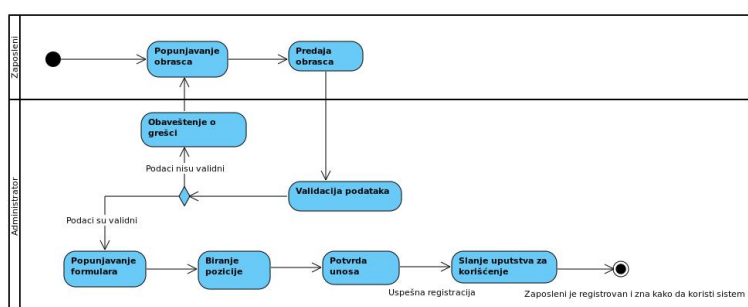 Zaposleni
Popunjavanje
obrasca
Predaja
obrasca
Administrator
Obaveštenje o
grešci
Podaci nisu validni
Validacija podataka
Podaci su validni
Popunjavanje
formulara
Biranje
pozicije
Potvrda
unosa
Slanje uputstva za
korišćenje
Uspešna registracija
Zaposleni je registrovan i zna kako da koristi sistem